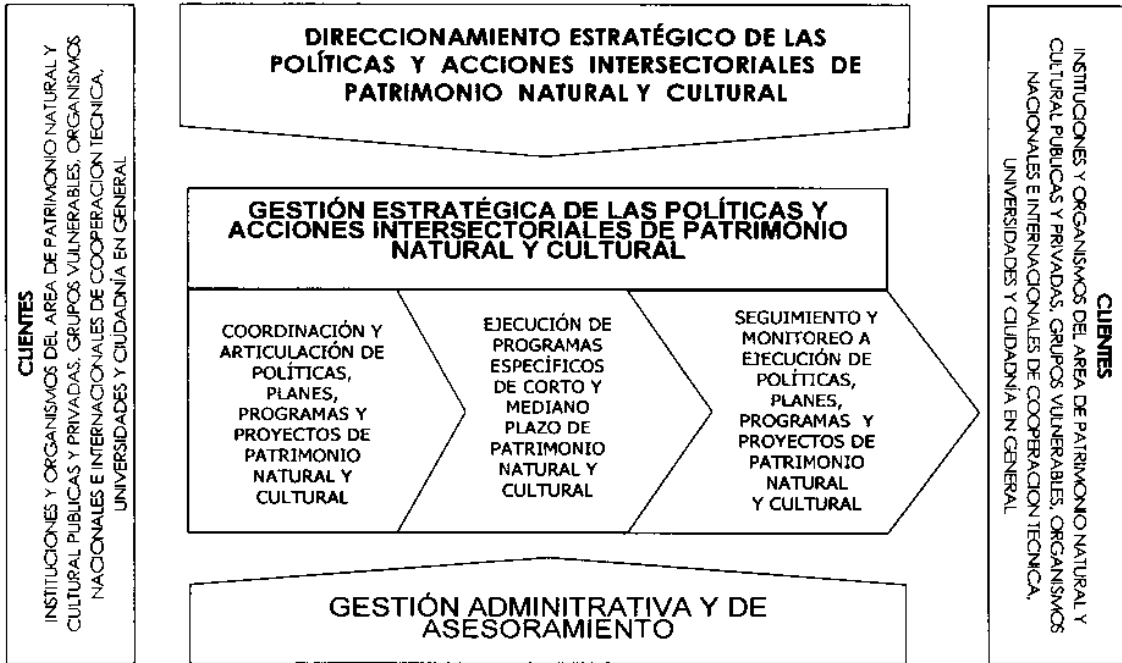 CLIENTES
INSTITUCIONES Y ORGANISMOS DEL AREA DE PATRIMONIO NATURAL Y
CULTURAL PUBLICAS Y PRIVADAS, GRUPOS VULNERABLES, ORGANISMOS
NACIONALES E INTERNACIONALES DE COOPERACION TECNICA,
UNIVERSIDADES Y CIUDADNÍA EN GENERAL
DIRECCIONAMIENTO ESTRATÉGICO DE LAS
POLÍTICAS Y ACCIONES INTERSECTORIALES DE
PATRIMONIO NATURAL Y CULTURAL
GESTIÓN ESTRATÉGICA DE LAS POLÍTICAS Y
ACCIONES INTERSECTORIALES DE PATRIMONIO
NATURAL Y CULTURAL
COORDINACIÓN Y
ARTICULACIÓN DE
POLÍTICAS,
PLANES,
PROGRAMAS Y
PROYECTOS DE
PATRIMONIO
NATURAL Y
CULTURAL
EJECUCIÓN DE
PROGRAMAS
ESPECÍFICOS
DE CORTO Y
MEDIANO
PLAZO DE
PATRIMONIO
NATURAL Y
CULTURAL
SEGUIMIENTO Y
MONITOREO A
EJECUCIÓN DE
POLÍTICAS,
PLANES,
PROGRAMAS Y
PROYECTOS DE
PATRIMONIO
NATURAL
Y CULTURAL
GESTIÓN ADMINITRATIVA Y DE
ASESORAMIENTO
CLIENTES
INSTITUCIONES Y ORGANISMOS DEL AREA DE PATRIMONIO NATURAL Y
CULTURAL PUBLICAS Y PRIVADAS, GRUPOS VULNERABLES, ORGANISMOS
NACIONALES E INTERNACIONALES DE COOPERACION TECNICA,
UNIVERSIDADES Y CIUDADNÍA EN GENERAL